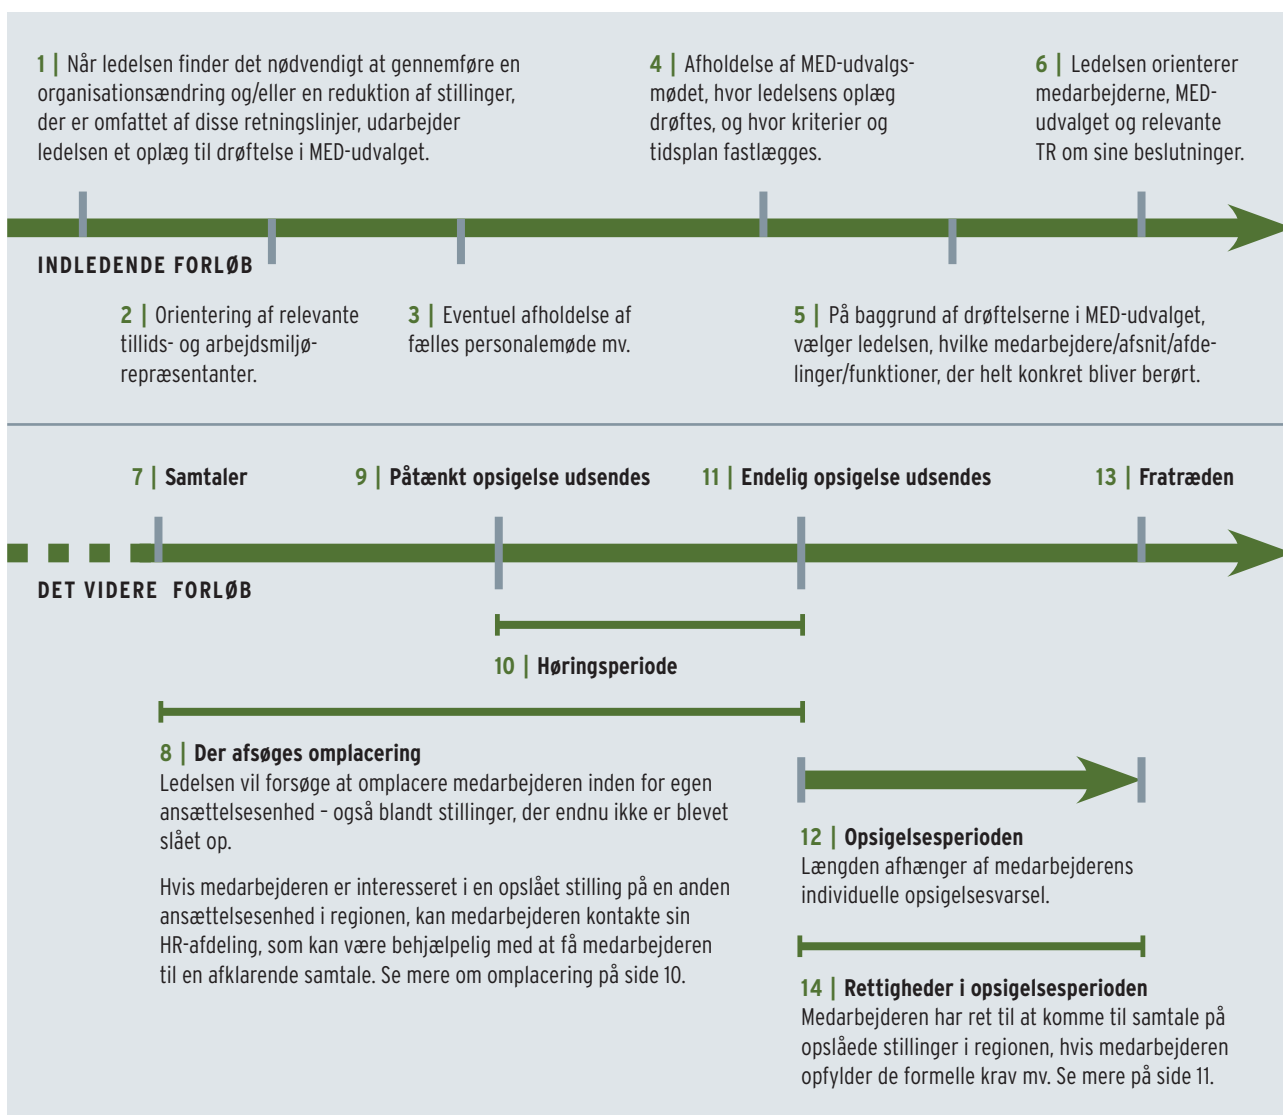 1 | Når ledelsen finder det nødvendigt at gennemføre en
organisationsændring og/eller en reduktion af stillinger,
der er omfattet af disse retningslinjer, udarbejder
ledelsen et oplæg til drøftelse i MED-udvalget.
4 | Afholdelse af MED-udvalgs-
mødet, hvor ledelsens oplæg
drøftes, og hvor kriterier og
tidsplan fastlægges.
6 | Ledelsen orienterer
medarbejderne, MED-
udvalget og relevante
TR om sine beslutninger.
INDLEDENDE FORLØB
2 | Orientering af relevante
tillids- og arbejdsmiljø-
repræsentanter.
3 | Eventuel afholdelse af
fælles personalemøde mv.
5 | På baggrund af drøftelserne i MED-udvalget,
vælger ledelsen, hvilke medarbejdere/afsnit/afde-
linger/funktioner, der helt konkret bliver berørt.
7 | Samtaler
9 | Påtænkt opsigelse udsendes
11 | Endelig opsigelse udsendes
13 | Fratræden
DET VIDERE FORLØB
10 | Høringsperiode
8 | Der afsøges omplacering
Ledelsen vil forsøge at omplacere medarbejderen inden for egen
ansættelsesenhed – også blandt stillinger, der endnu ikke er blevet
slået op.
Hvis medarbejderen er interesseret i en opslået stilling på en anden
ansættelsesenhed i regionen, kan medarbejderen kontakte sin
HR-afdeling, som kan være behjælpelig med at få medarbejderen
til en afklarende samtale. Se mere om omplacering på side 10.
12 | Opsigelsesperioden
Længden afhænger af medarbejderens
individuelle opsigelsesvarsel.
14 | Rettigheder i opsigelsesperioden
Medarbejderen har ret til at komme til samtale på
opslåede stillinger i regionen, hvis medarbejderen
opfylder de formelle krav mv. Se mere på side 11.